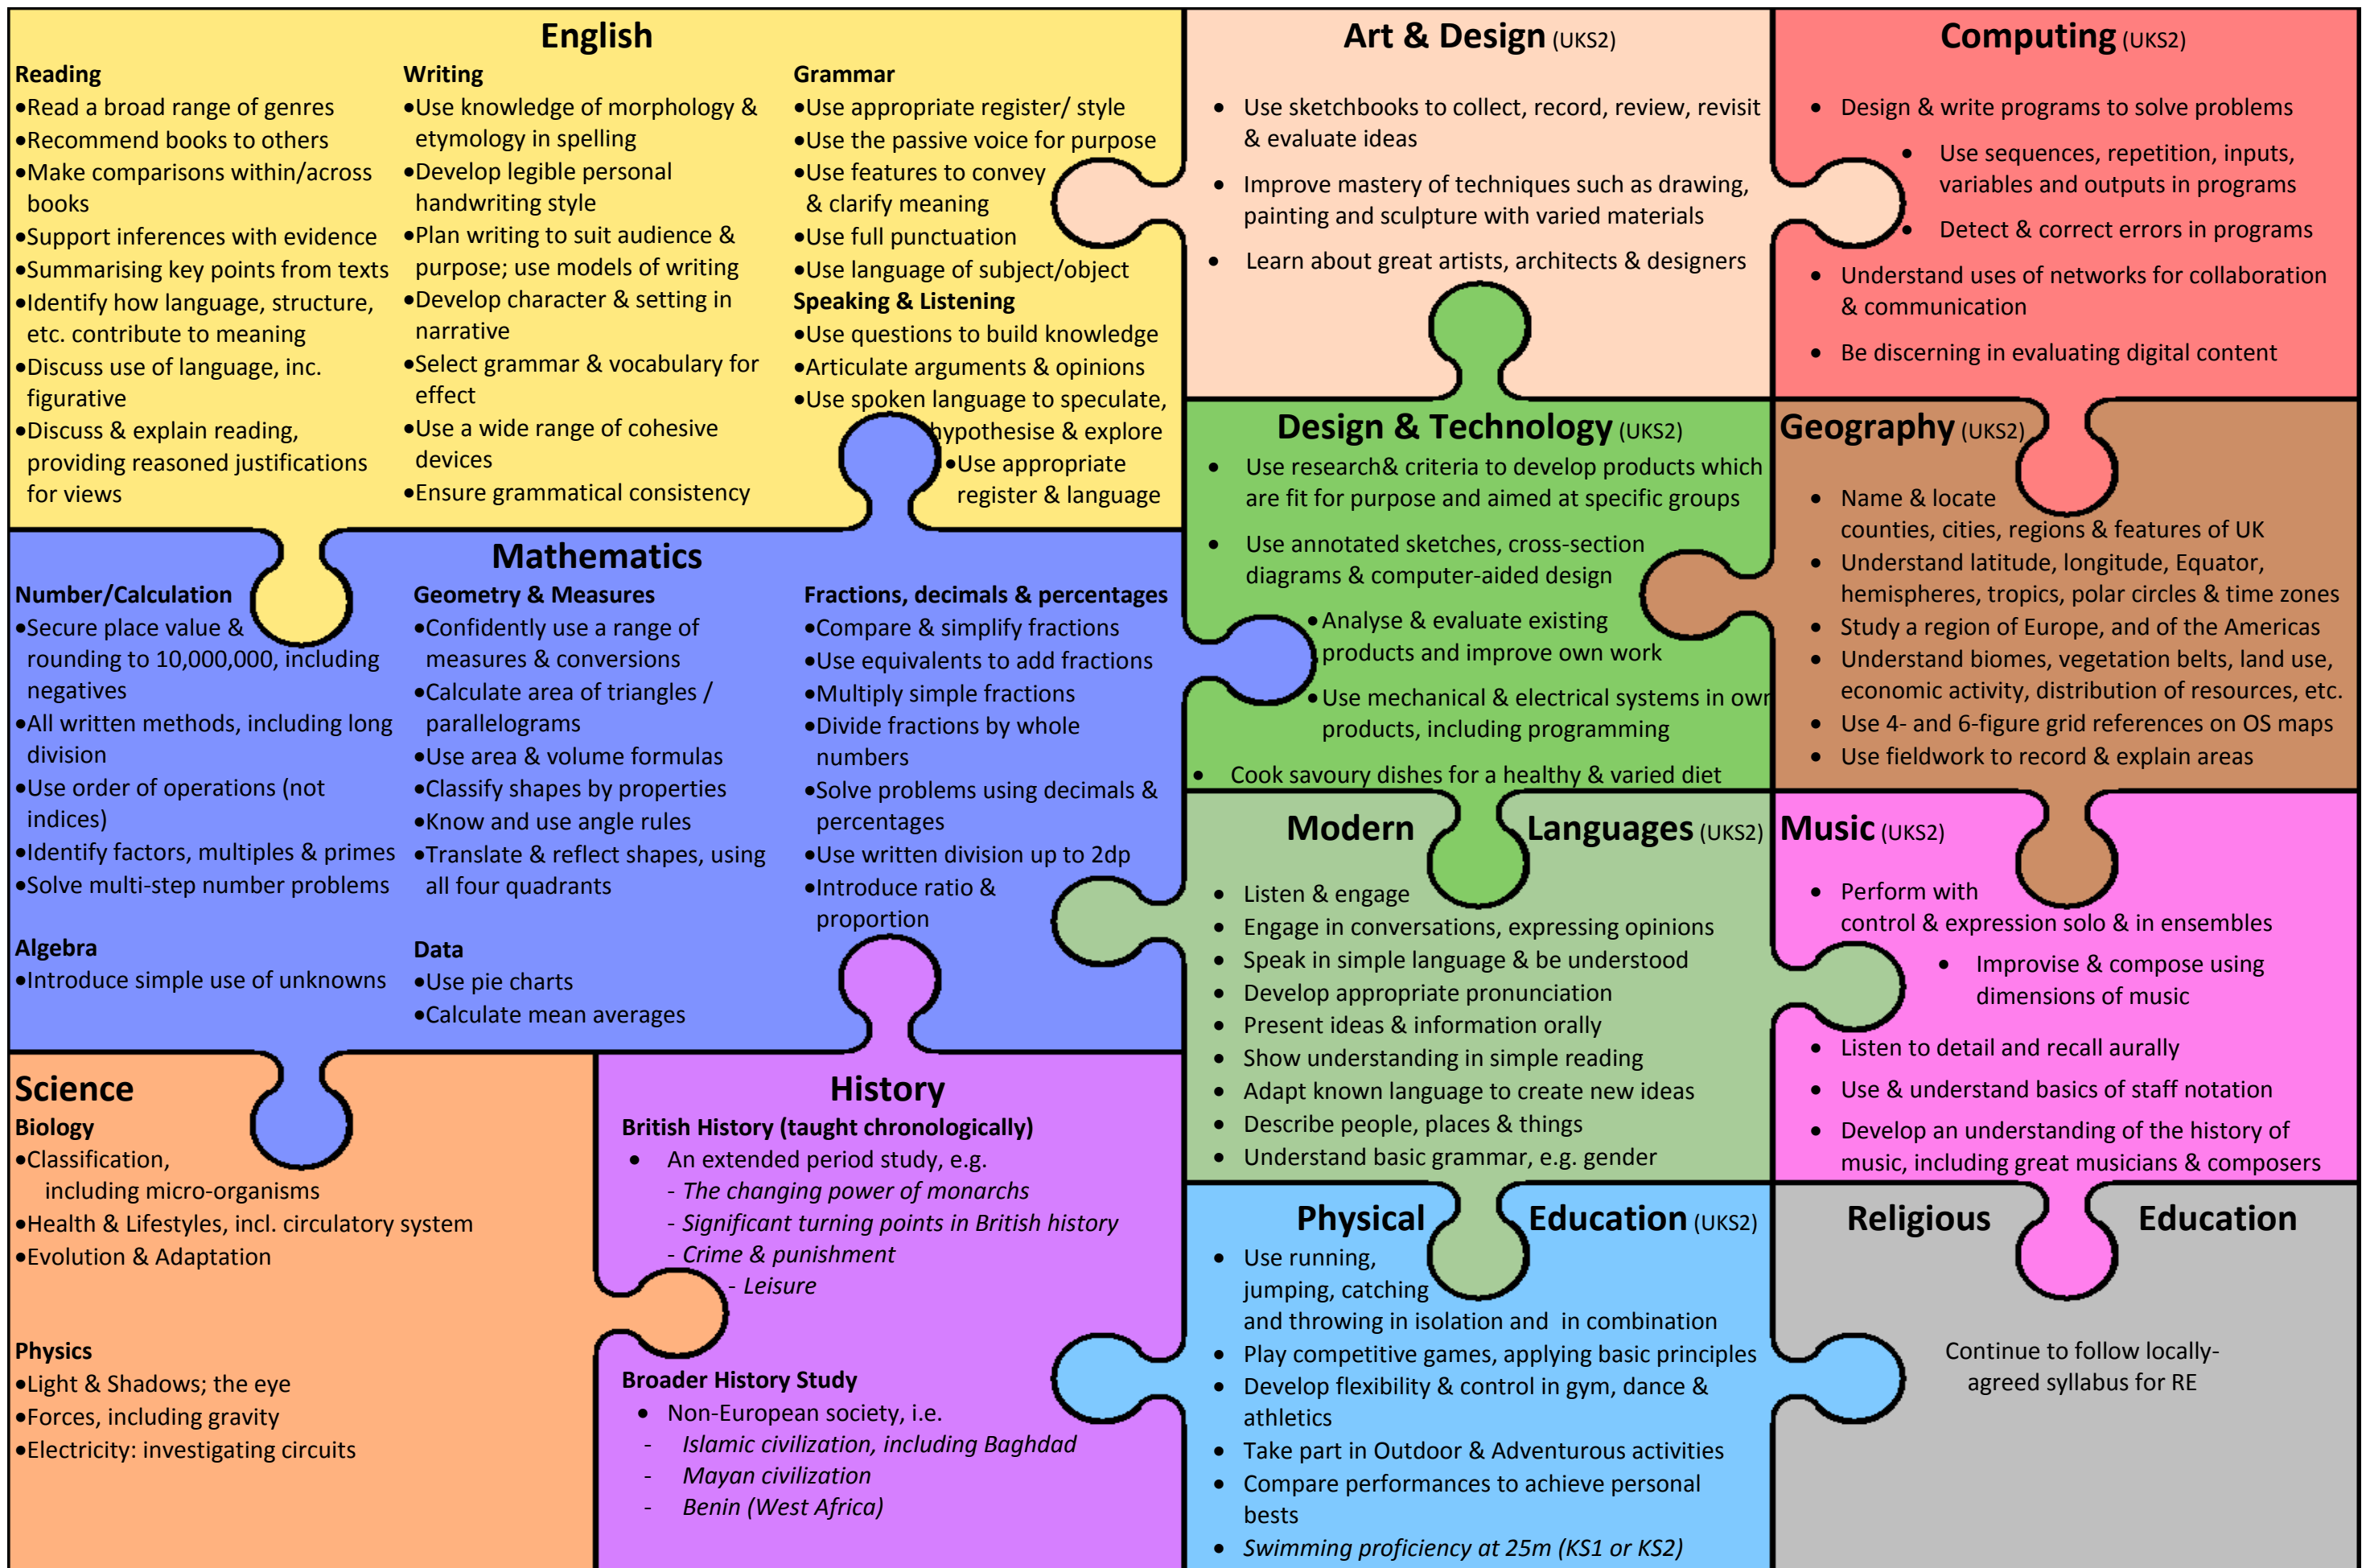 English
Reading
•Read a broad range of genres
•Recommend books to others
•Make comparisons within/across
books
•Support inferences with evidence
•Summarising key points from texts
•Identify how language, structure,
etc. contribute to meaning
•Discuss use of language, inc.
figurative
•Discuss & explain reading,
providing reasoned justifications
for views
Writing
•Use knowledge of morphology &
etymology in spelling
•Develop legible personal
handwriting style
•Plan writing to suit audience &
purpose; use models of writing
•Develop character & setting in
narrative
•Select grammar & vocabulary for
effect
•Use a wide range of cohesive
devices
•Ensure grammatical consistency
Grammar
•Use appropriate register/ style
•Use the passive voice for purpose
•Use features to convey
& clarify meaning
•Use full punctuation
•Use language of subject/object
Speaking & Listening
•Use questions to build knowledge
•Articulate arguments & opinions
•Use spoken language to speculate,
hypothesise & explore
•Use appropriate
register & language
Art & Design (UKS2)
• Use sketchbooks to collect, record, review, revisit
& evaluate ideas
• Improve mastery of techniques such as drawing,
painting and sculpture with varied materials
• Learn about great artists, architects & designers
Computing (UKS2)
• Design & write programs to solve problems
• Use sequences, repetition, inputs,
variables and outputs in programs
• Detect & correct errors in programs
• Understand uses of networks for collaboration
& communication
• Be discerning in evaluating digital content
Mathematics
Number/Calculation
•Secure place value &
rounding to 10,000,000, including
negatives
•All written methods, including long
division
•Use order of operations (not
indices)
•Identify factors, multiples & primes
•Solve multi-step number problems
Algebra
•Introduce simple use of unknowns
Geometry & Measures
•Confidently use a range of
measures & conversions
•Calculate area of triangles /
parallelograms
•Use area & volume formulas
•Classify shapes by properties
•Know and use angle rules
•Translate & reflect shapes, using
all four quadrants
Data
•Use pie charts
•Calculate mean averages
Fractions, decimals & percentages
•Compare & simplify fractions
•Use equivalents to add fractions
•Multiply simple fractions
•Divide fractions by whole
numbers
•Solve problems using decimals &
percentages
•Use written division up to 2dp
•Introduce ratio &
proportion
Design & Technology (UKS2)
• Use research& criteria to develop products which
are fit for purpose and aimed at specific groups
• Use annotated sketches, cross-section
diagrams & computer-aided design
•Analyse & evaluate existing
products and improve own work
•Use mechanical & electrical systems in own
products, including programming
• Cook savoury dishes for a healthy & varied diet
Geography (UKS2)
• Name & locate
counties, cities, regions & features of UK
• Understand latitude, longitude, Equator,
hemispheres, tropics, polar circles & time zones
• Study a region of Europe, and of the Americas
• Understand biomes, vegetation belts, land use,
economic activity, distribution of resources, etc.
• Use 4- and 6-figure grid references on OS maps
• Use fieldwork to record & explain areas
Modern Languages (UKS2)
• Listen & engage
• Engage in conversations, expressing opinions
• Speak in simple language & be understood
• Develop appropriate pronunciation
• Present ideas & information orally
• Show understanding in simple reading
• Adapt known language to create new ideas
• Describe people, places & things
• Understand basic grammar, e.g. gender
Music (UKS2)
• Perform with
control & expression solo & in ensembles
• Improvise & compose using
dimensions of music
• Listen to detail and recall aurally
• Use & understand basics of staff notation
• Develop an understanding of the history of
music, including great musicians & composers
Science
Biology
•Classification,
including micro-organisms
•Health & Lifestyles, incl. circulatory system
•Evolution & Adaptation
Physics
•Light & Shadows; the eye
•Forces, including gravity
•Electricity: investigating circuits
History
British History (taught chronologically)
• An extended period study, e.g.
- The changing power of monarchs
- Significant turning points in British history
- Crime & punishment
- Leisure
Broader History Study
• Non-European society, i.e.
- Islamic civilization, including Baghdad
- Mayan civilization
- Benin (West Africa)
Physical Education (UKS2)
• Use running,
jumping, catching
and throwing in isolation and in combination
• Play competitive games, applying basic principles
• Develop flexibility & control in gym, dance &
athletics
• Take part in Outdoor & Adventurous activities
• Compare performances to achieve personal
bests
• Swimming proficiency at 25m (KS1 or KS2)
Religious Education
Continue to follow locally-
agreed syllabus for RE